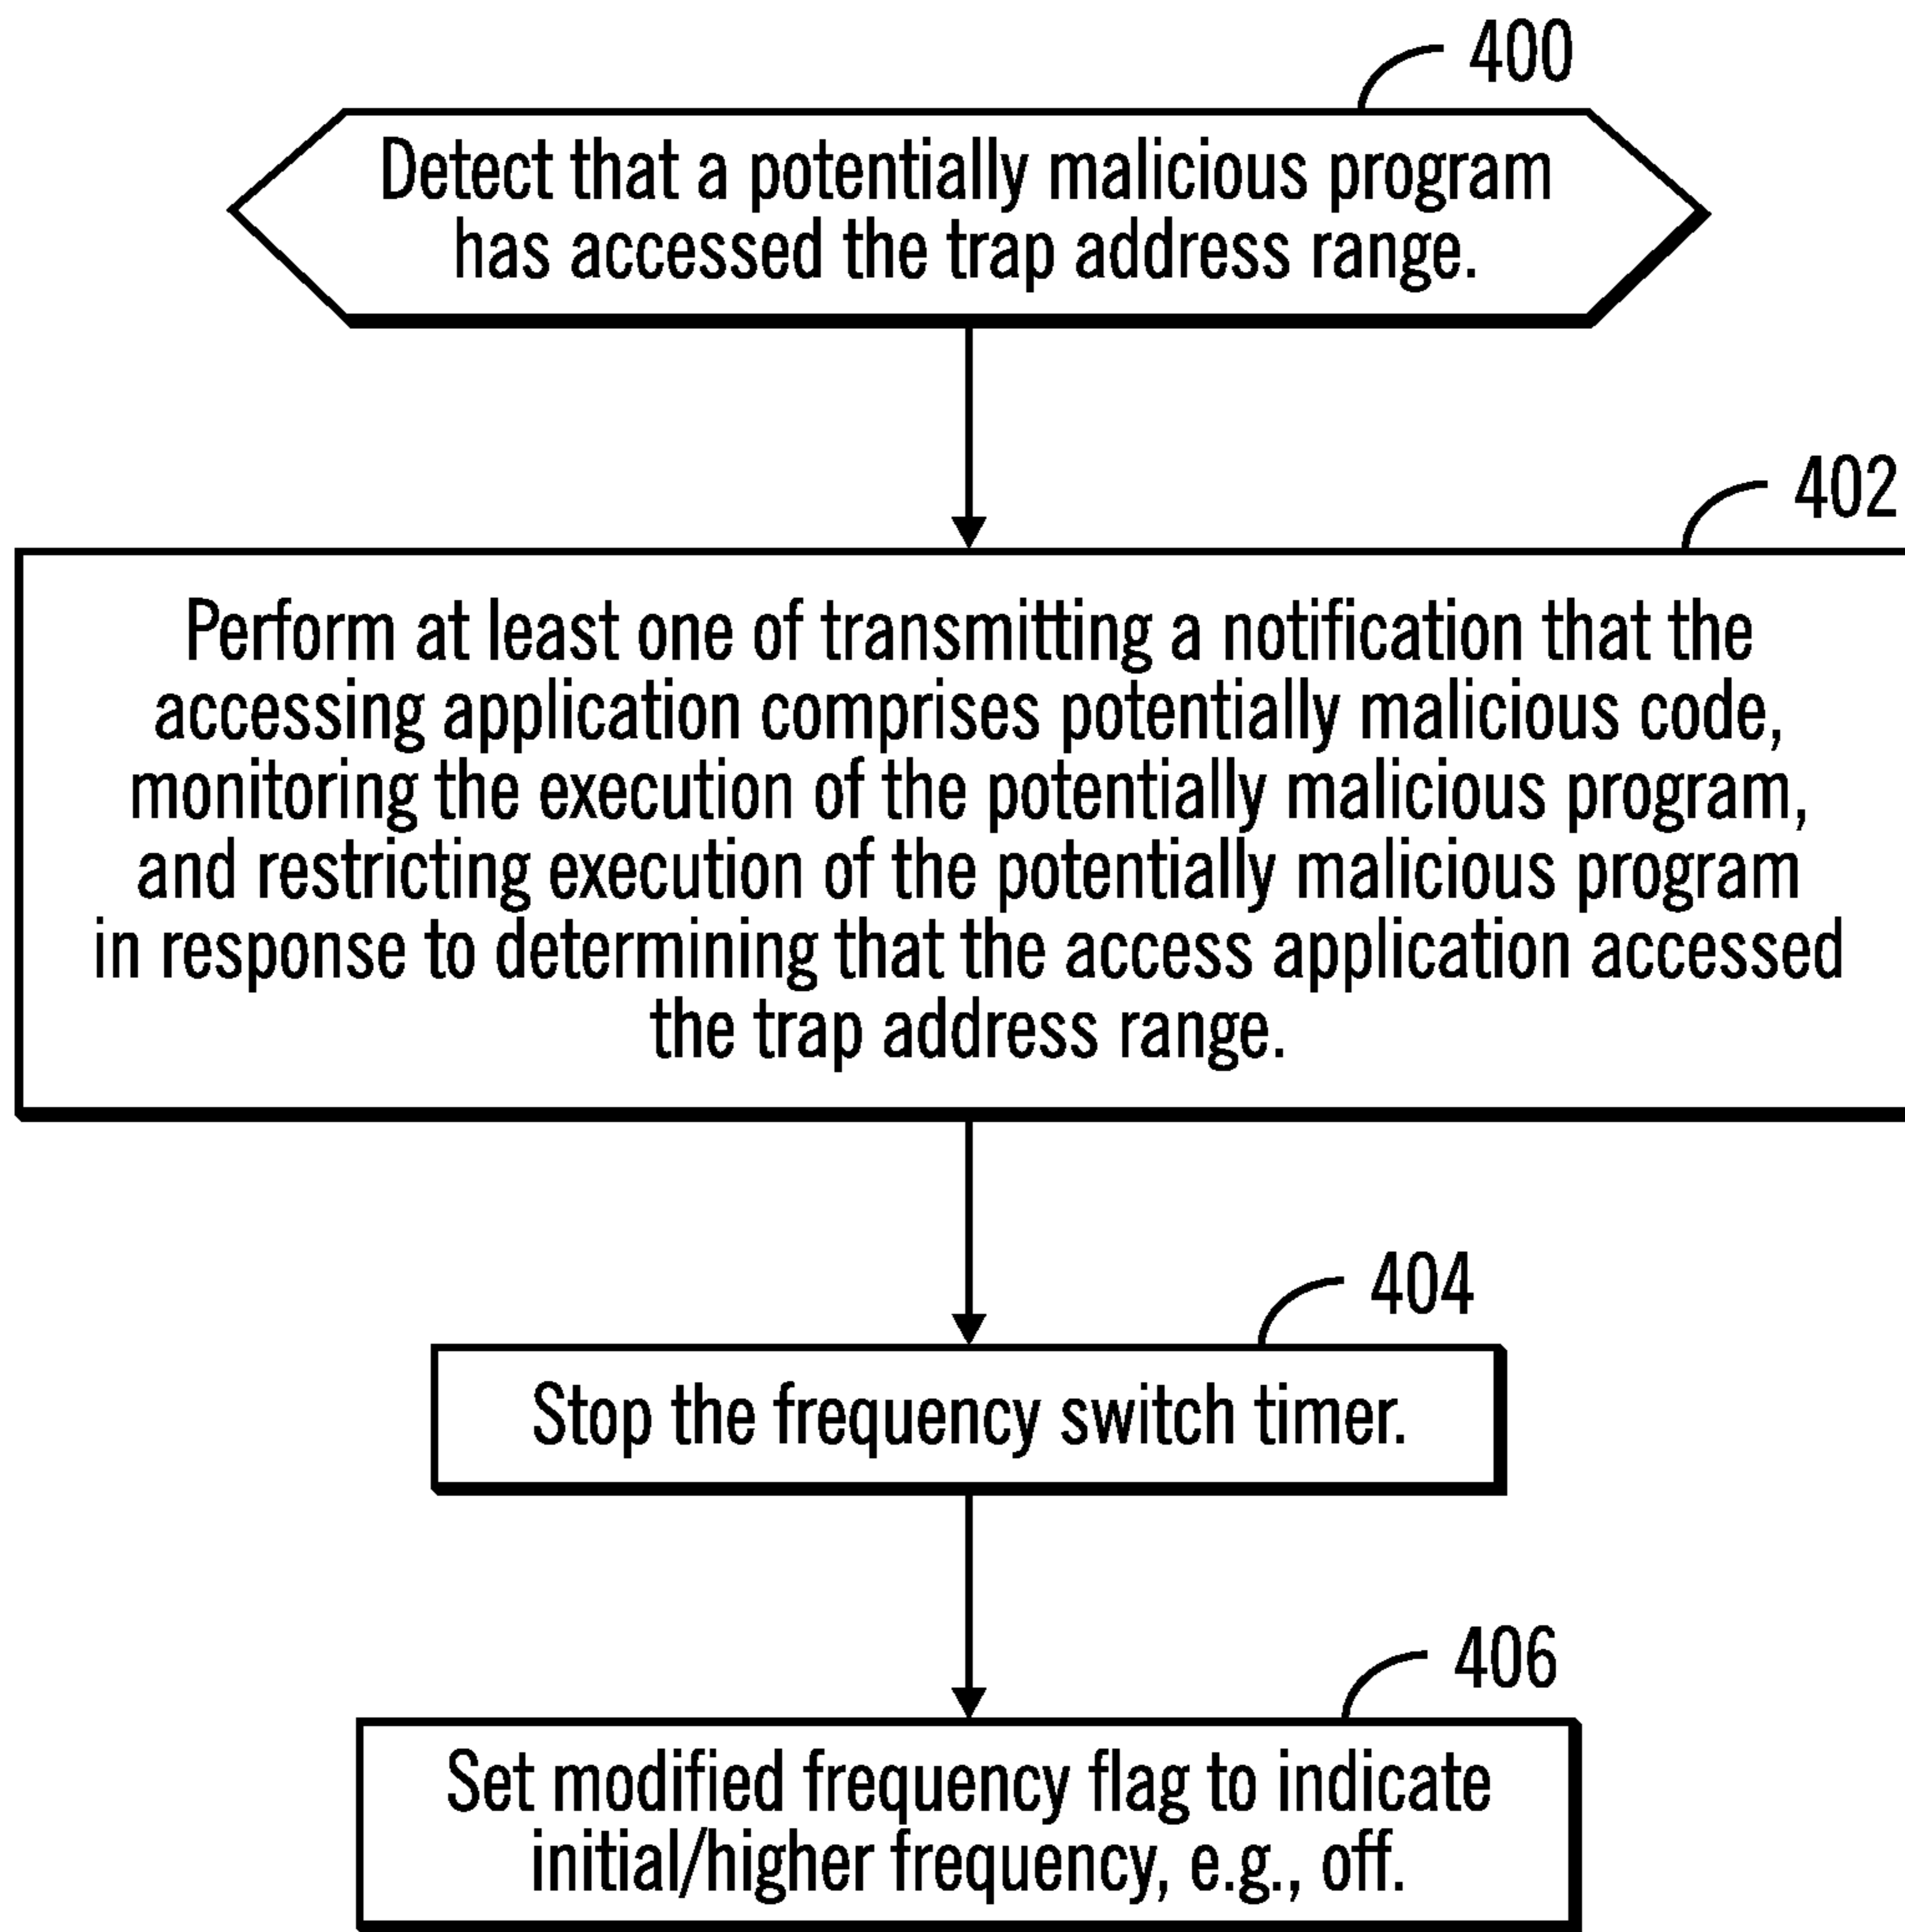 400
Detect that a potentially malicious program
has accessed the trap address range.
402
Perform at least one of transmitting a notification that the
accessing application comprises potentially malicious code,
monitoring the execution of the potentially malicious program,
and restricting execution of the potentially malicious program
in response to determining that the access application accessed
the trap address range.
404
Stop the frequency switch timer.
406
Set modified frequency flag to indicate
initial/higher frequency, e.g., off.